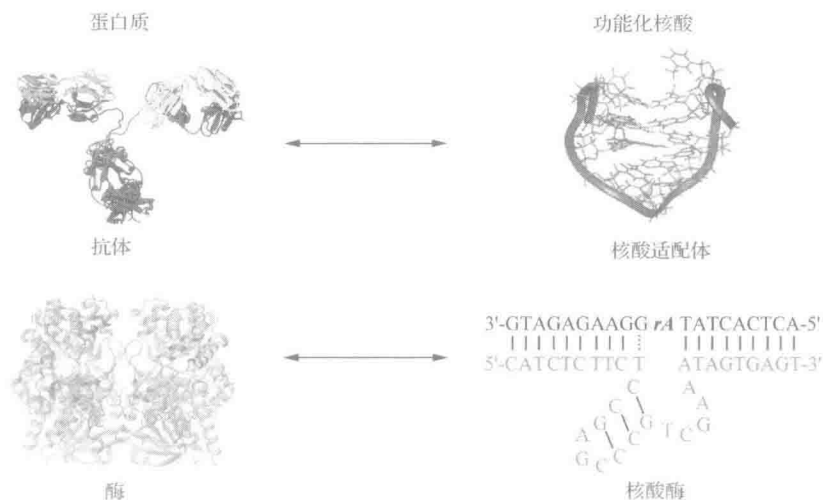 蛋白质
功能化核酸
抗体
核酸适配体
3'-GTAGAGAAGG rA TATCACTCA-5'
5'-CATCTCTTCT ATAGTGAGT-3'
C A
C A
G G
A C
G T
C G
C C
酶
核酸酶